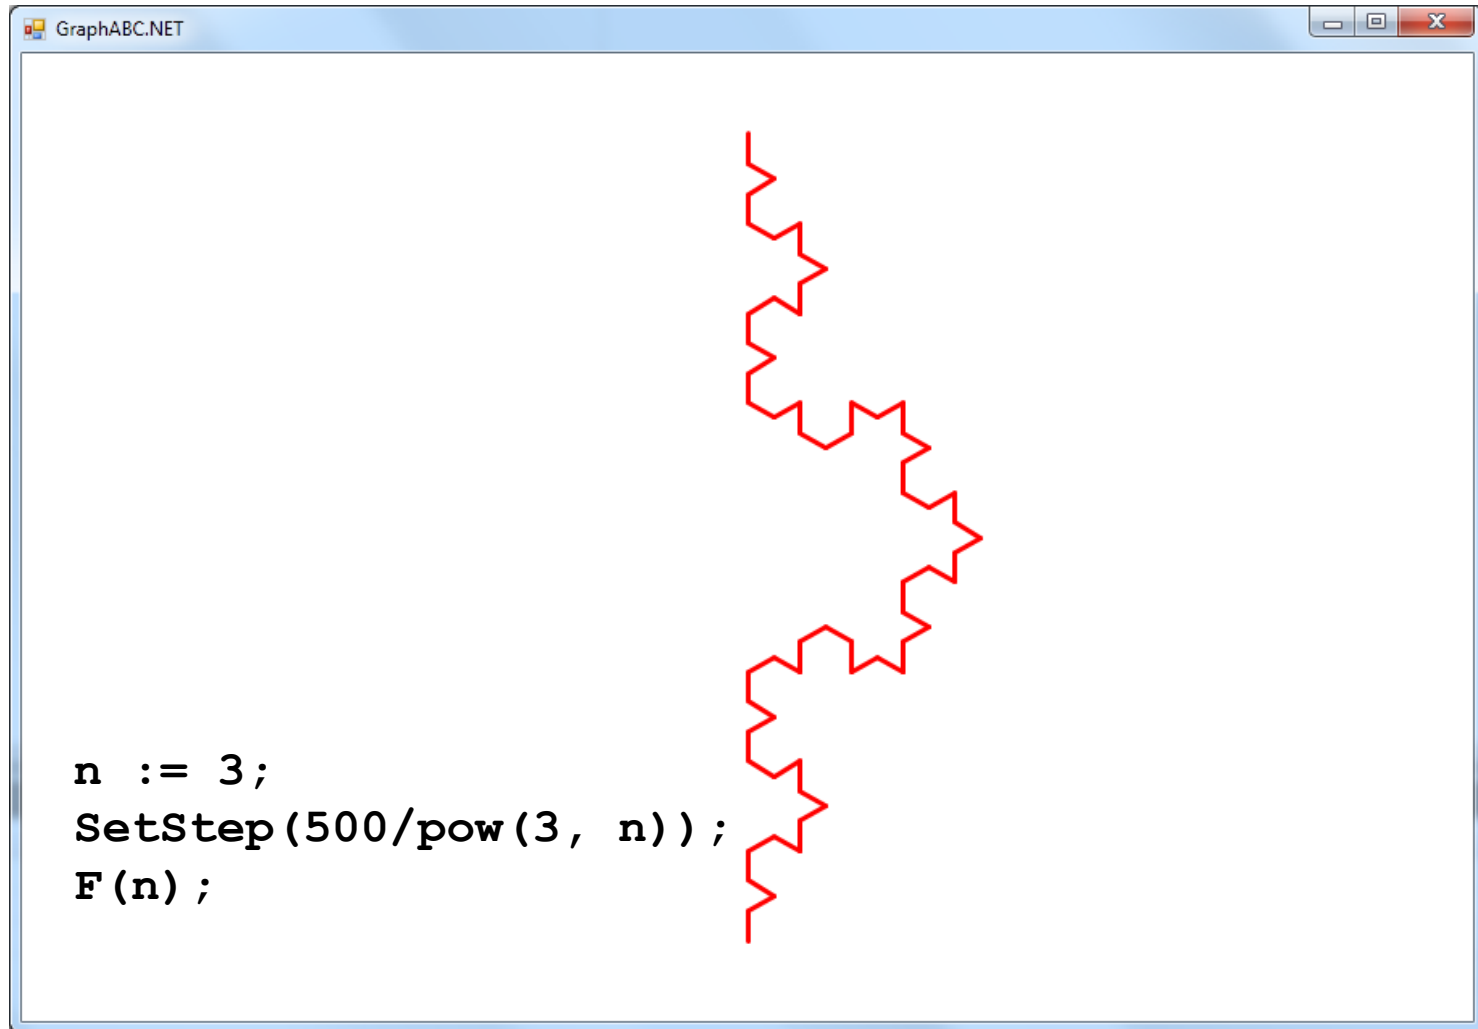 GraphABC.NET
n := 3;
SetStep(500/pow(3, n));
F(n);